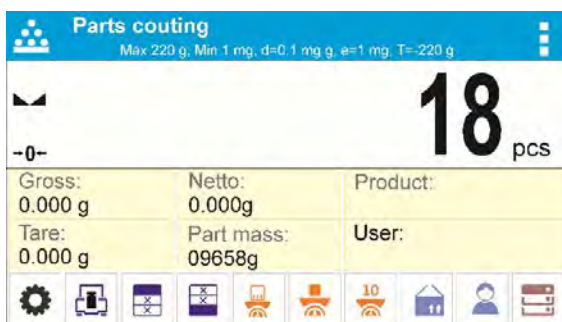 Parts couting
Max 220 g, Min 1 mg, d=0.1 mg g, e=1 mg, T=-220 g
18 pcs
→0←
Gross: Netto: Product:
0.000 g 0.000g
Tare: Part mass: User:
0.000 g 09658g
10